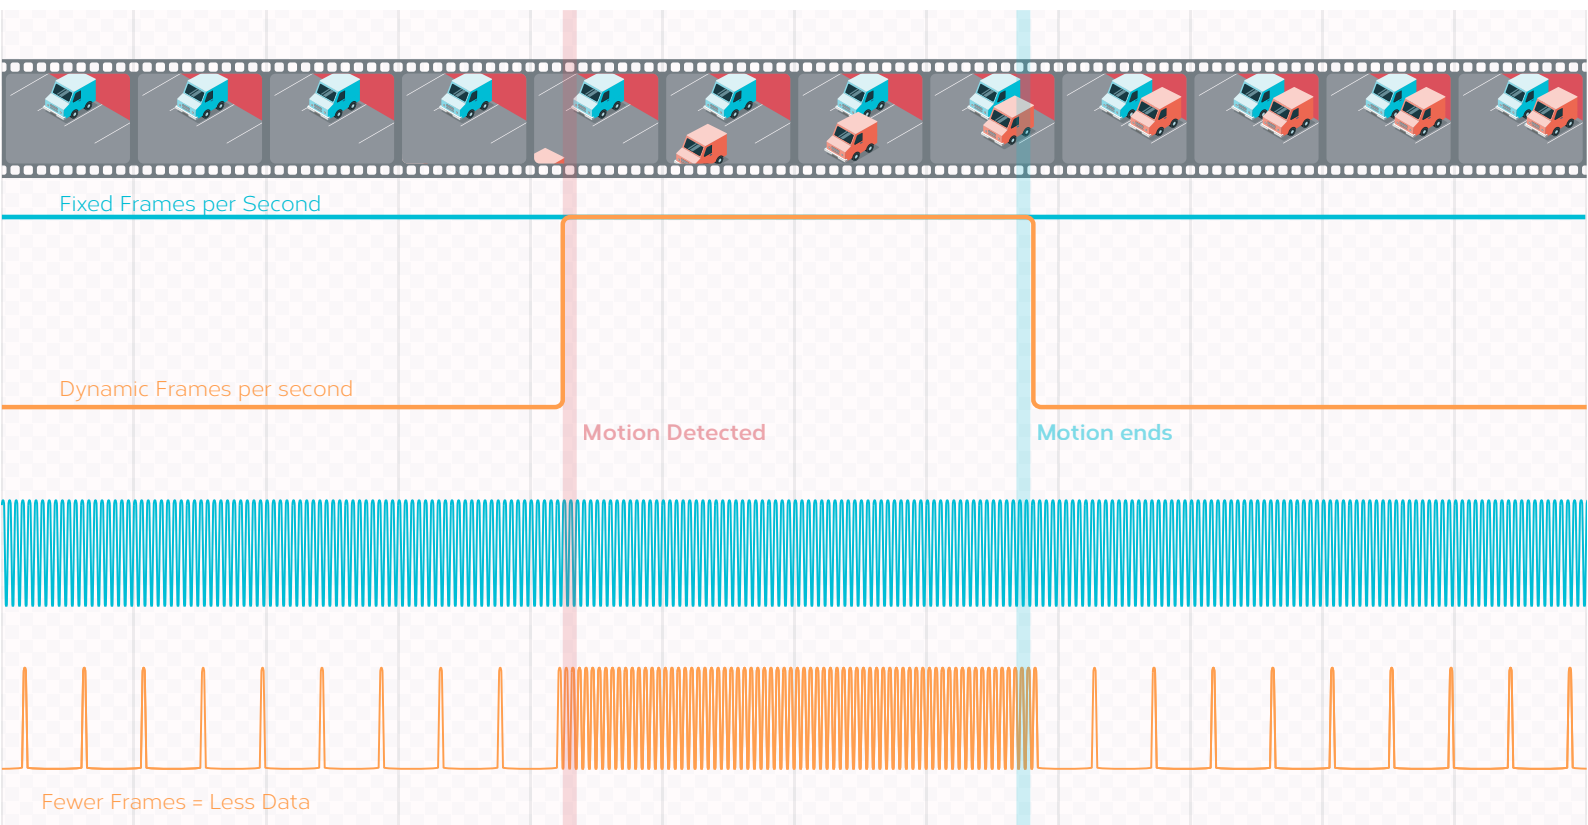 Fixed Frames per Second
Dynamic Frames per second
Motion Detected
Motion ends
Fewer Frames = Less Data